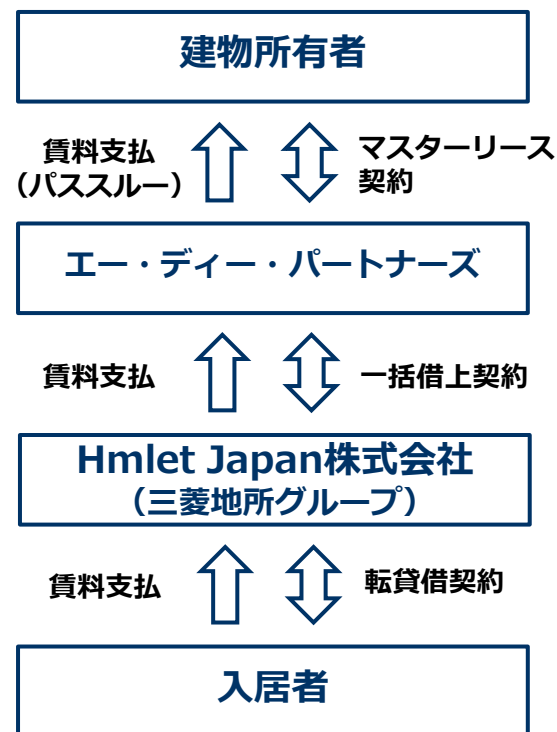 建物所有者
賃料支払
（パススルー）
マスターリース
契約
エー・ディー・パートナーズ
賃料支払
一括借上契約
Hmlet Japan株式会社
（三菱地所グループ）
賃料支払
転貸借契約
入居者